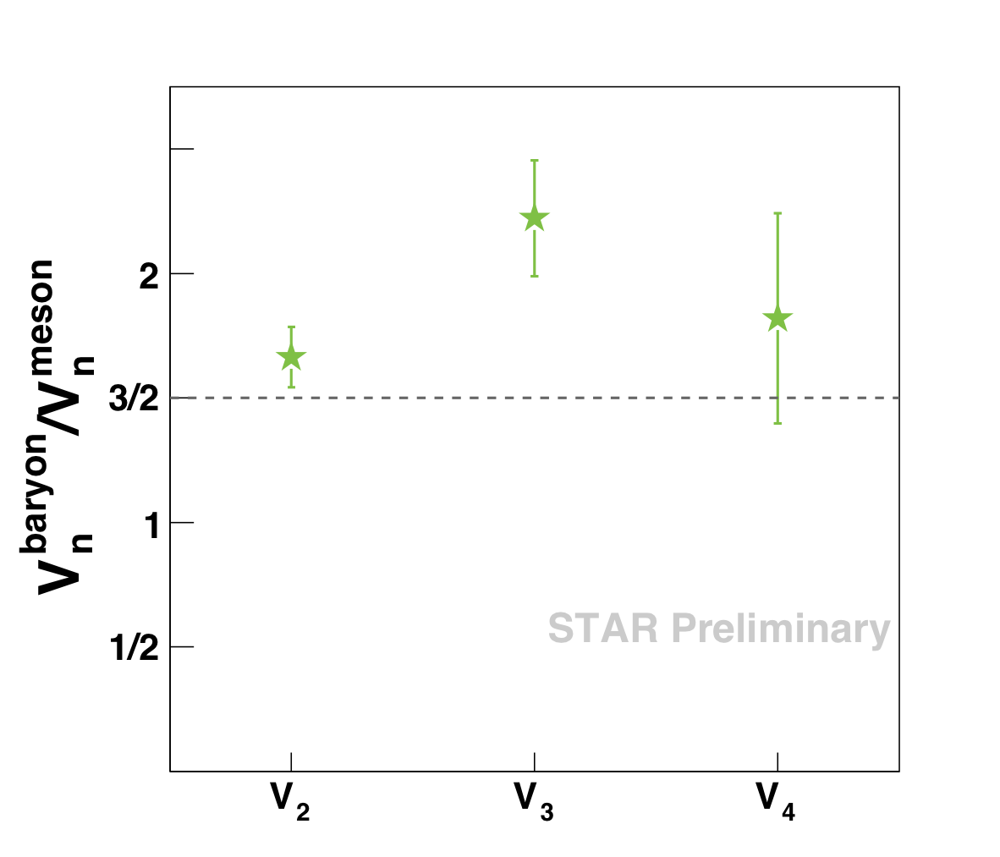 V_n^baryon/V_n^meson
2
3/2
1
1/2
STAR Preliminary
V_2 V_3 V_4